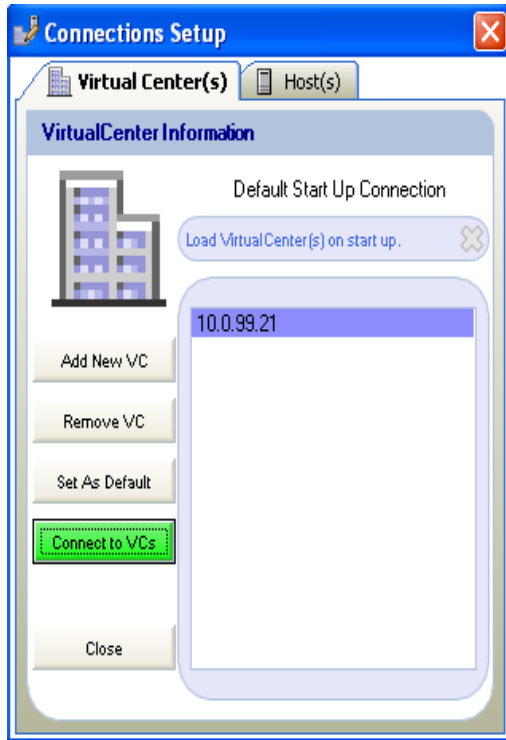 Connections Setup
Virtual Center(s)
Host(s)
VirtualCenter Information
Default Start Up Connection
Load VirtualCenter(s) on start up.
10.0.99.21
Add New VC
Remove VC
Set As Default
Connect to VCs
Close